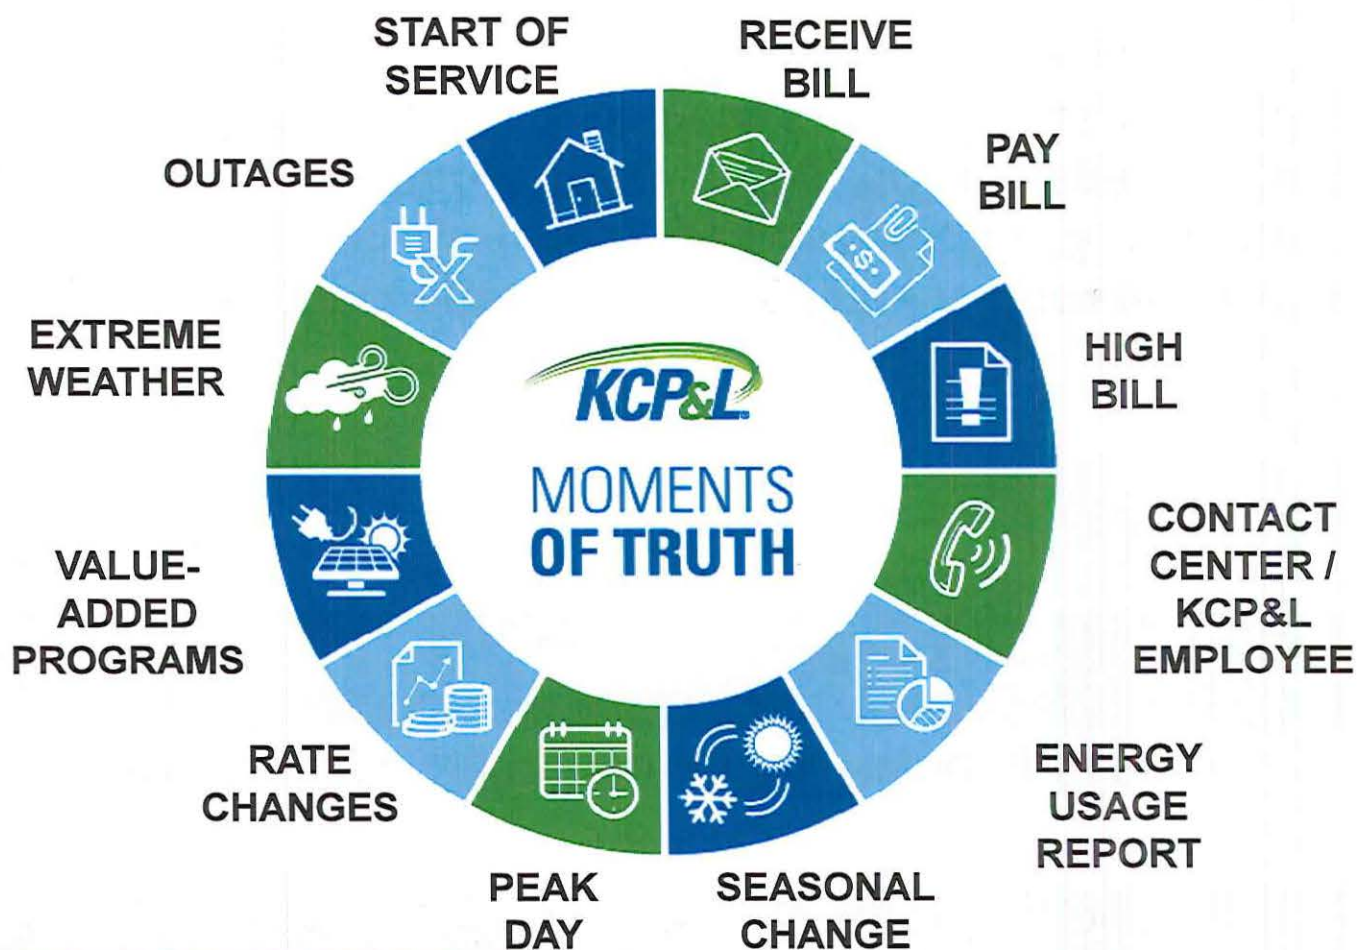 START OF
SERVICE
RECEIVE
BILL
PAY
BILL
HIGH
BILL
CONTACT
CENTER /
KCP&L
EMPLOYEE
ENERGY
USAGE
REPORT
SEASONAL
CHANGE
PEAK
DAY
RATE
CHANGES
VALUE-
ADDED
PROGRAMS
EXTREME
WEATHER
OUTAGES
KCP&L
MOMENTS
OF TRUTH
$